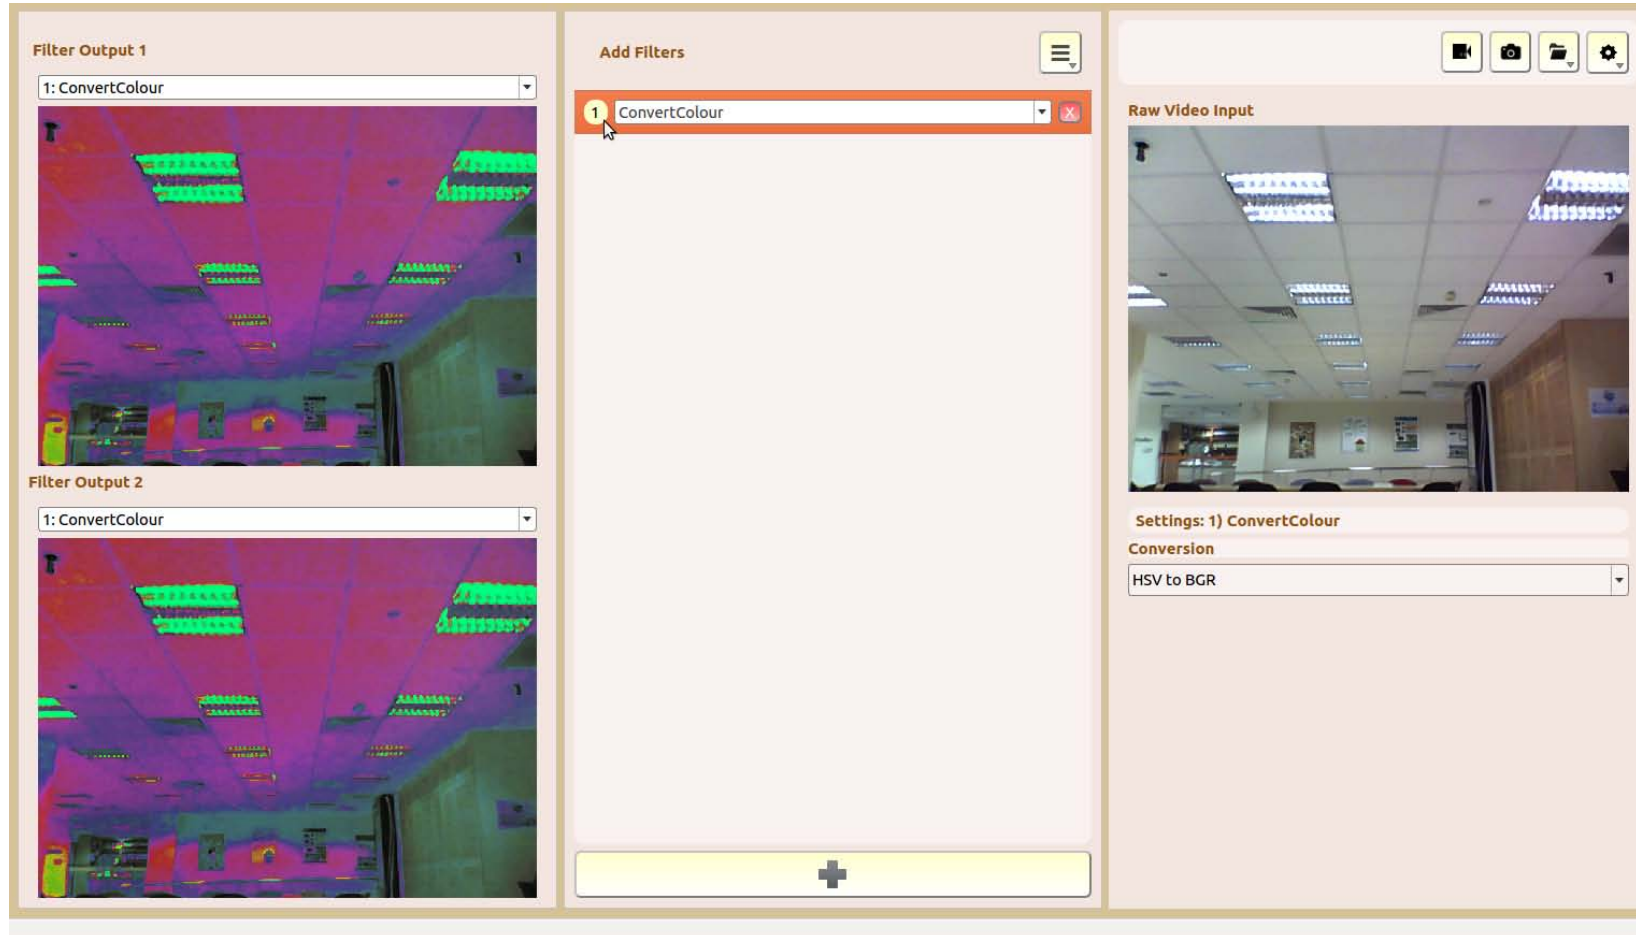 Filter Output 1
1: ConvertColour
Filter Output 2
1: ConvertColour
Add Filters
1 ConvertColour X
Raw Video Input
Settings: 1) ConvertColour
Conversion
HSV to BGR